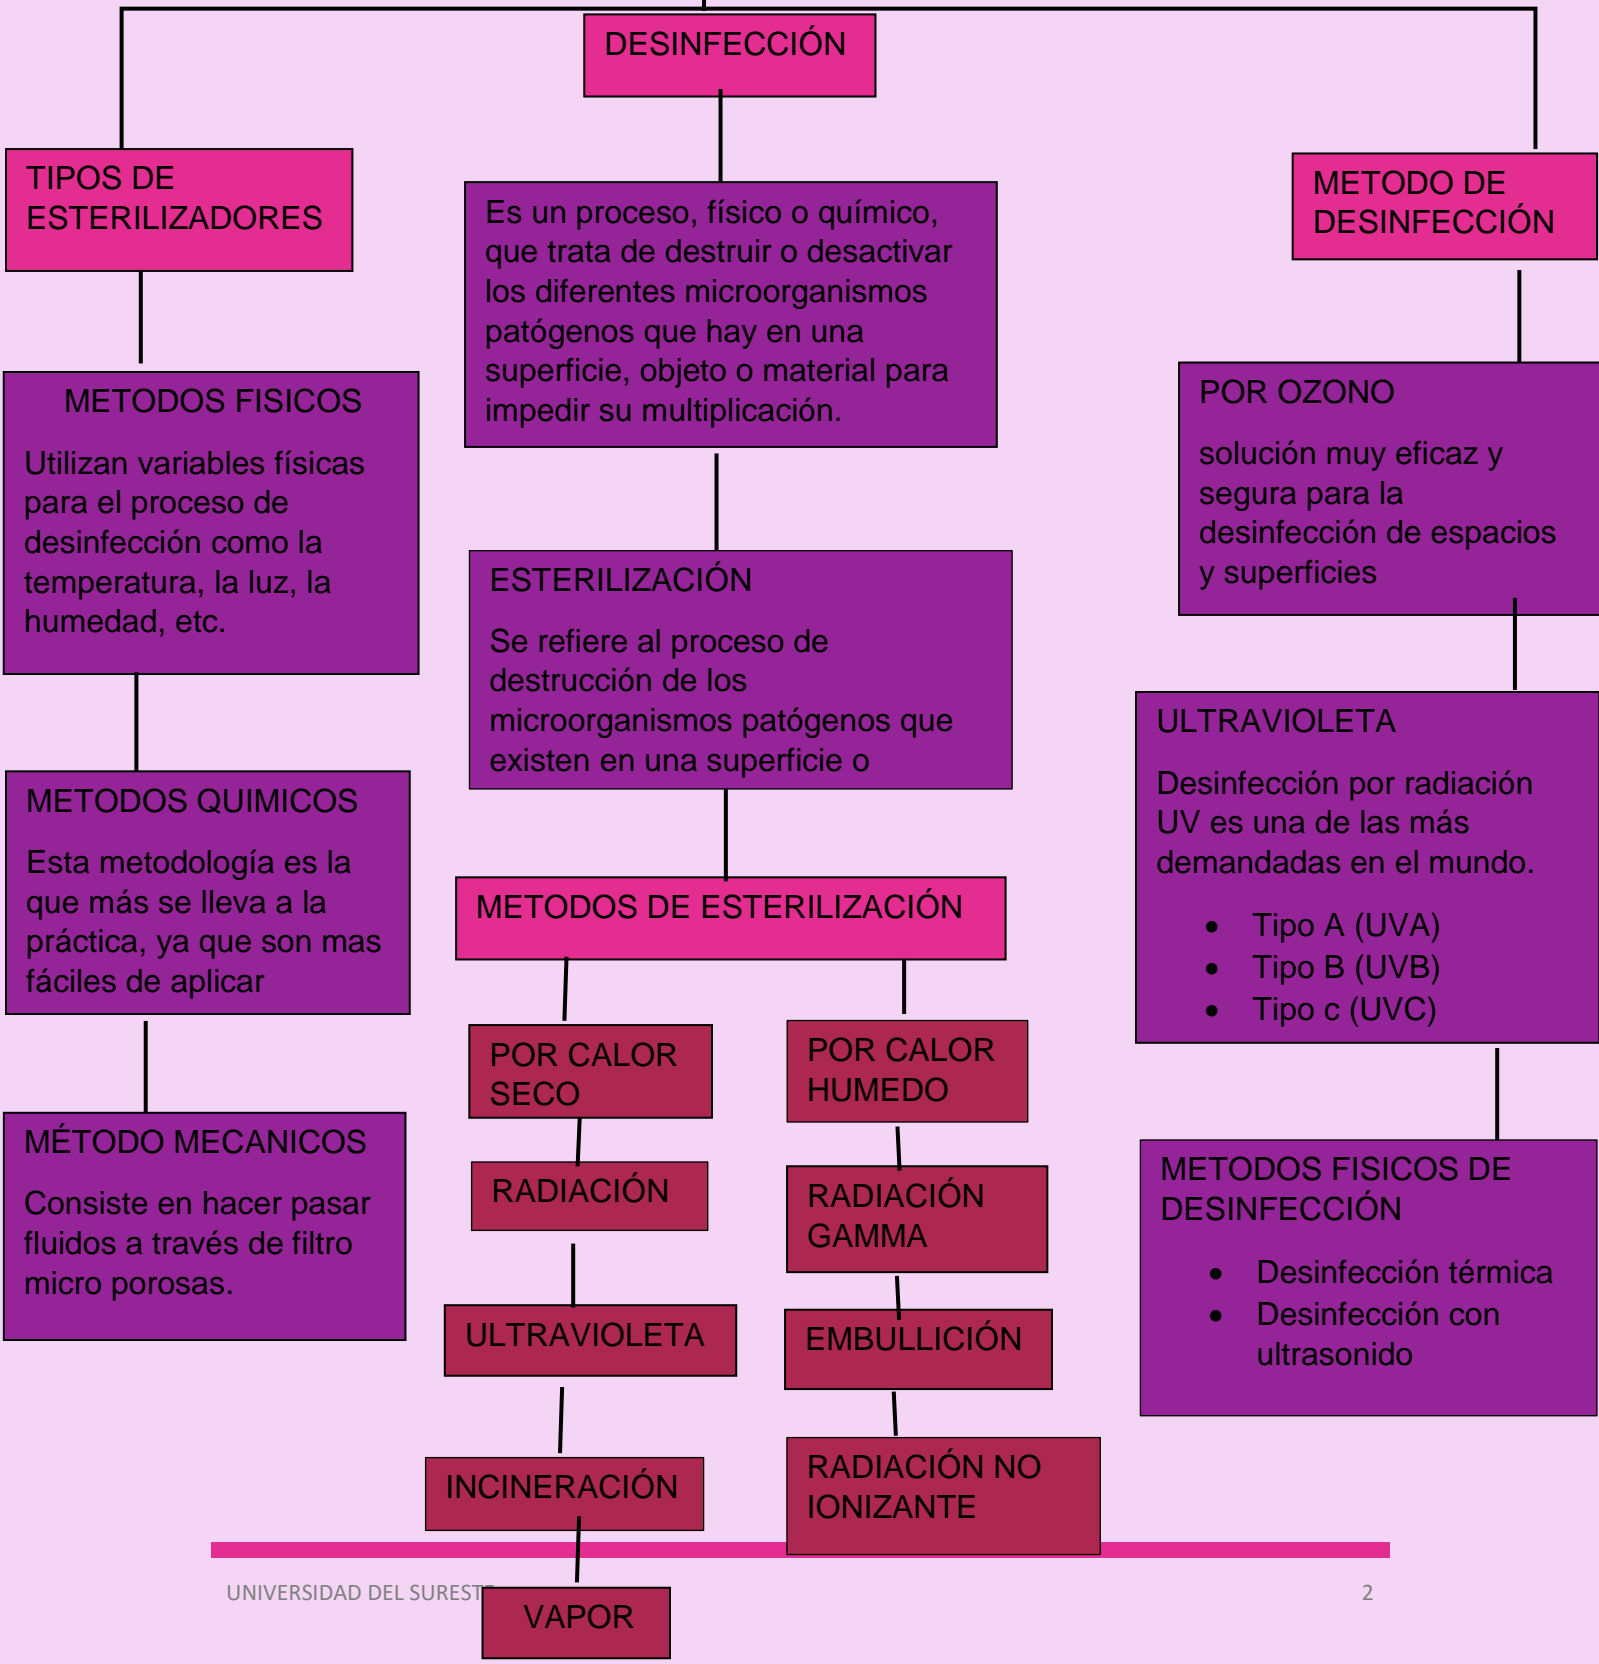 DESINFECCIÓN
TIPOS DE
ESTERILIZADORES
METODOS FISICOS
Utilizan variables físicas
para el proceso de
desinfección como la
temperatura, la luz, la
humedad, etc.
METODOS QUIMICOS
Esta metodología es la
que más se lleva a la
práctica, ya que son mas
fáciles de aplicar
MÉTODO MECANICOS
Consiste en hacer pasar
fluidos a través de filtro
micro porosas.
Es un proceso, físico o químico,
que trata de destruir o desactivar
los diferentes microorganismos
patógenos que hay en una
superficie, objeto o material para
impedir su multiplicación.
ESTERILIZACIÓN
Se refiere al proceso de
destrucción de los
microorganismos patógenos que
existen en una superficie o
METODOS DE ESTERILIZACIÓN
POR CALOR
SECO
RADIACIÓN
ULTRAVIOLETA
INCINERACIÓN
VAPOR
POR CALOR
HUMEDO
RADIACIÓN
GAMMA
EMBULLICIÓN
RADIACIÓN NO
IONIZANTE
METODO DE
DESINFECCIÓN
POR OZONO
solución muy eficaz y
segura para la
desinfección de espacios
y superficies
ULTRAVIOLETA
Desinfección por radiación
UV es una de las más
demandadas en el mundo.
• Tipo A (UVA)
• Tipo B (UVB)
• Tipo c (UVC)
METODOS FISICOS DE
DESINFECCIÓN
• Desinfección térmica
• Desinfección con
ultrasonido
UNIVERSIDAD DEL SURESTE
2